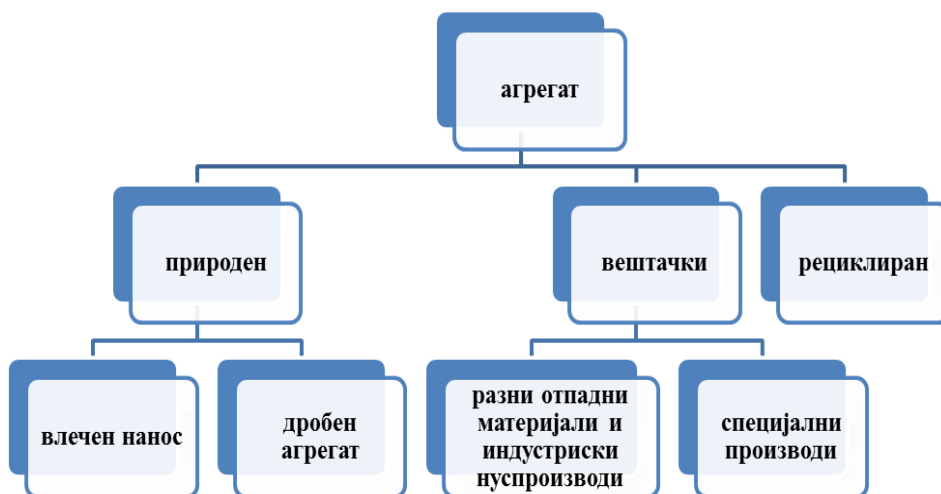 агрегат
природен
вештачки
рециклиран
влечен нанос
дробен
агрегат
разни отпадни
материјали и
индустриски
нуспроизводи
специјални
производи